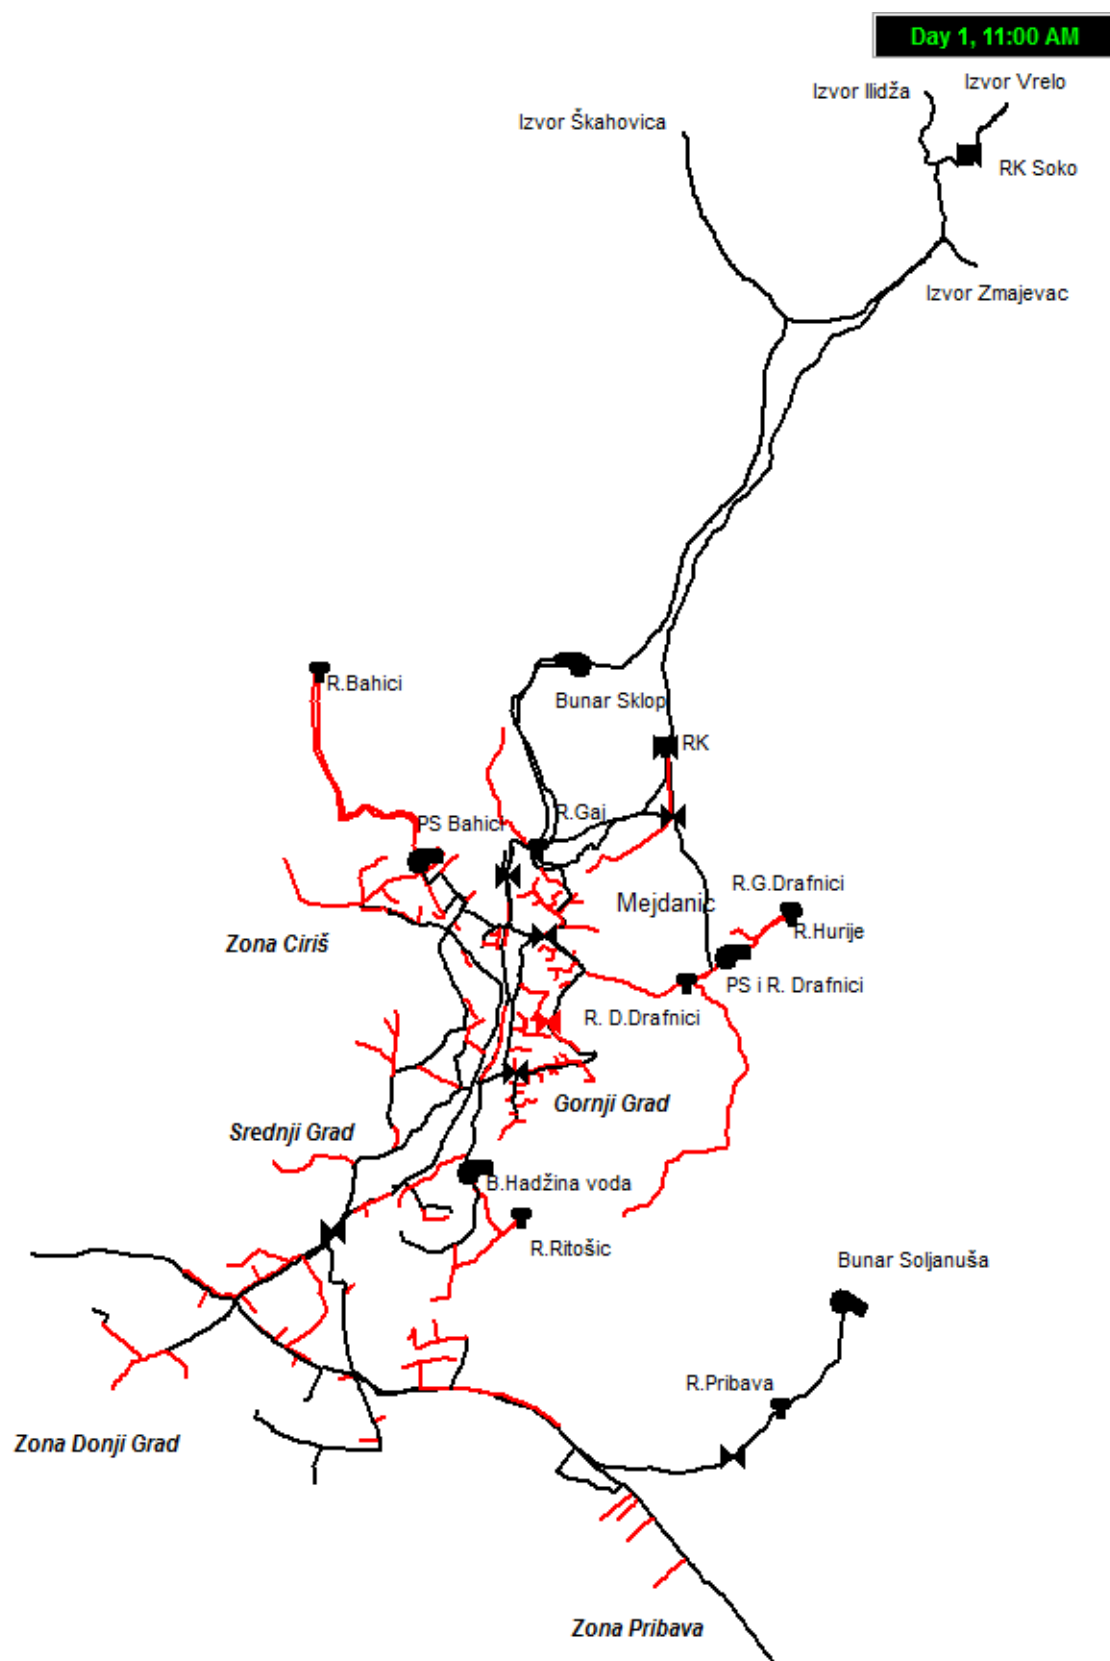 Day 1, 11:00 AM
Izvor Ilidža
Izvor Vrelo
Izvor Škahovica
RK Soko
Izvor Zmajevac
R.Bahici
Bunar Sklop
RK
PS Bahici
R.Gaj
R.G.Drafnici
Mejdanic
R.Hurije
Zona Ciriš
PS i R. Drafnici
R. D.Drafnici
Gornji Grad
Srednji Grad
B.Hadžina voda
R.Ritošic
Bunar Soljanuša
R.Pribava
Zona Donji Grad
Zona Pribava